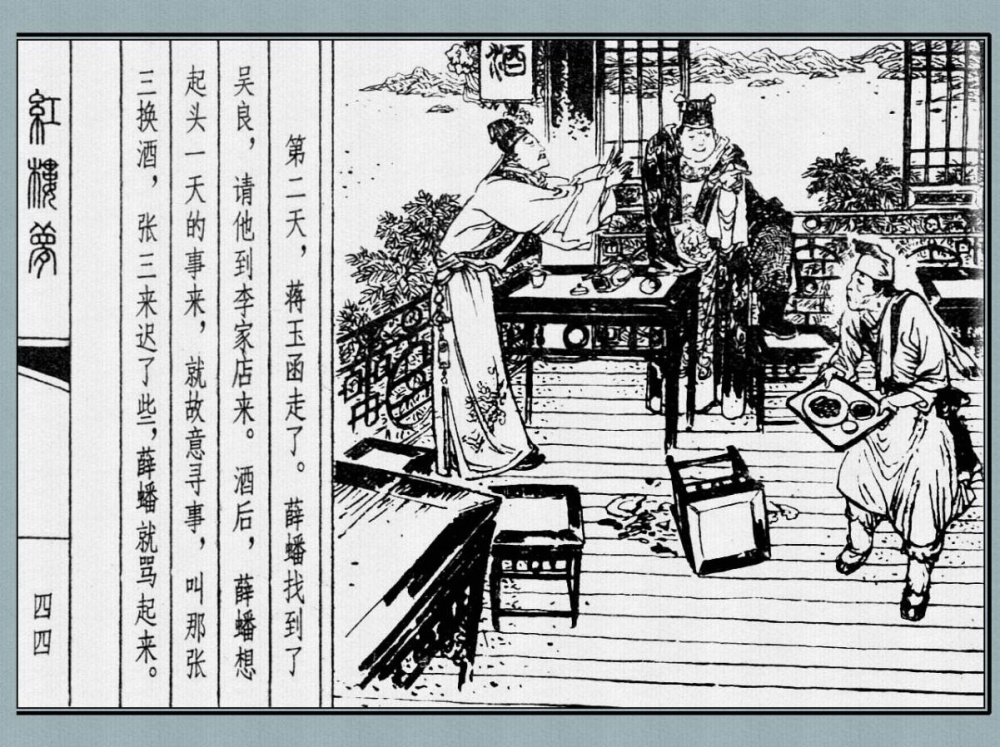 第二天，蒋玉函走了。薛蟠找到了
吴良，请他到李家店来。酒后，薛蟠想
起头一天的事来，就故意寻事，叫那张
三换酒，张三来迟了些，薛蟠就骂起来。
紅樓夢
四四
酒